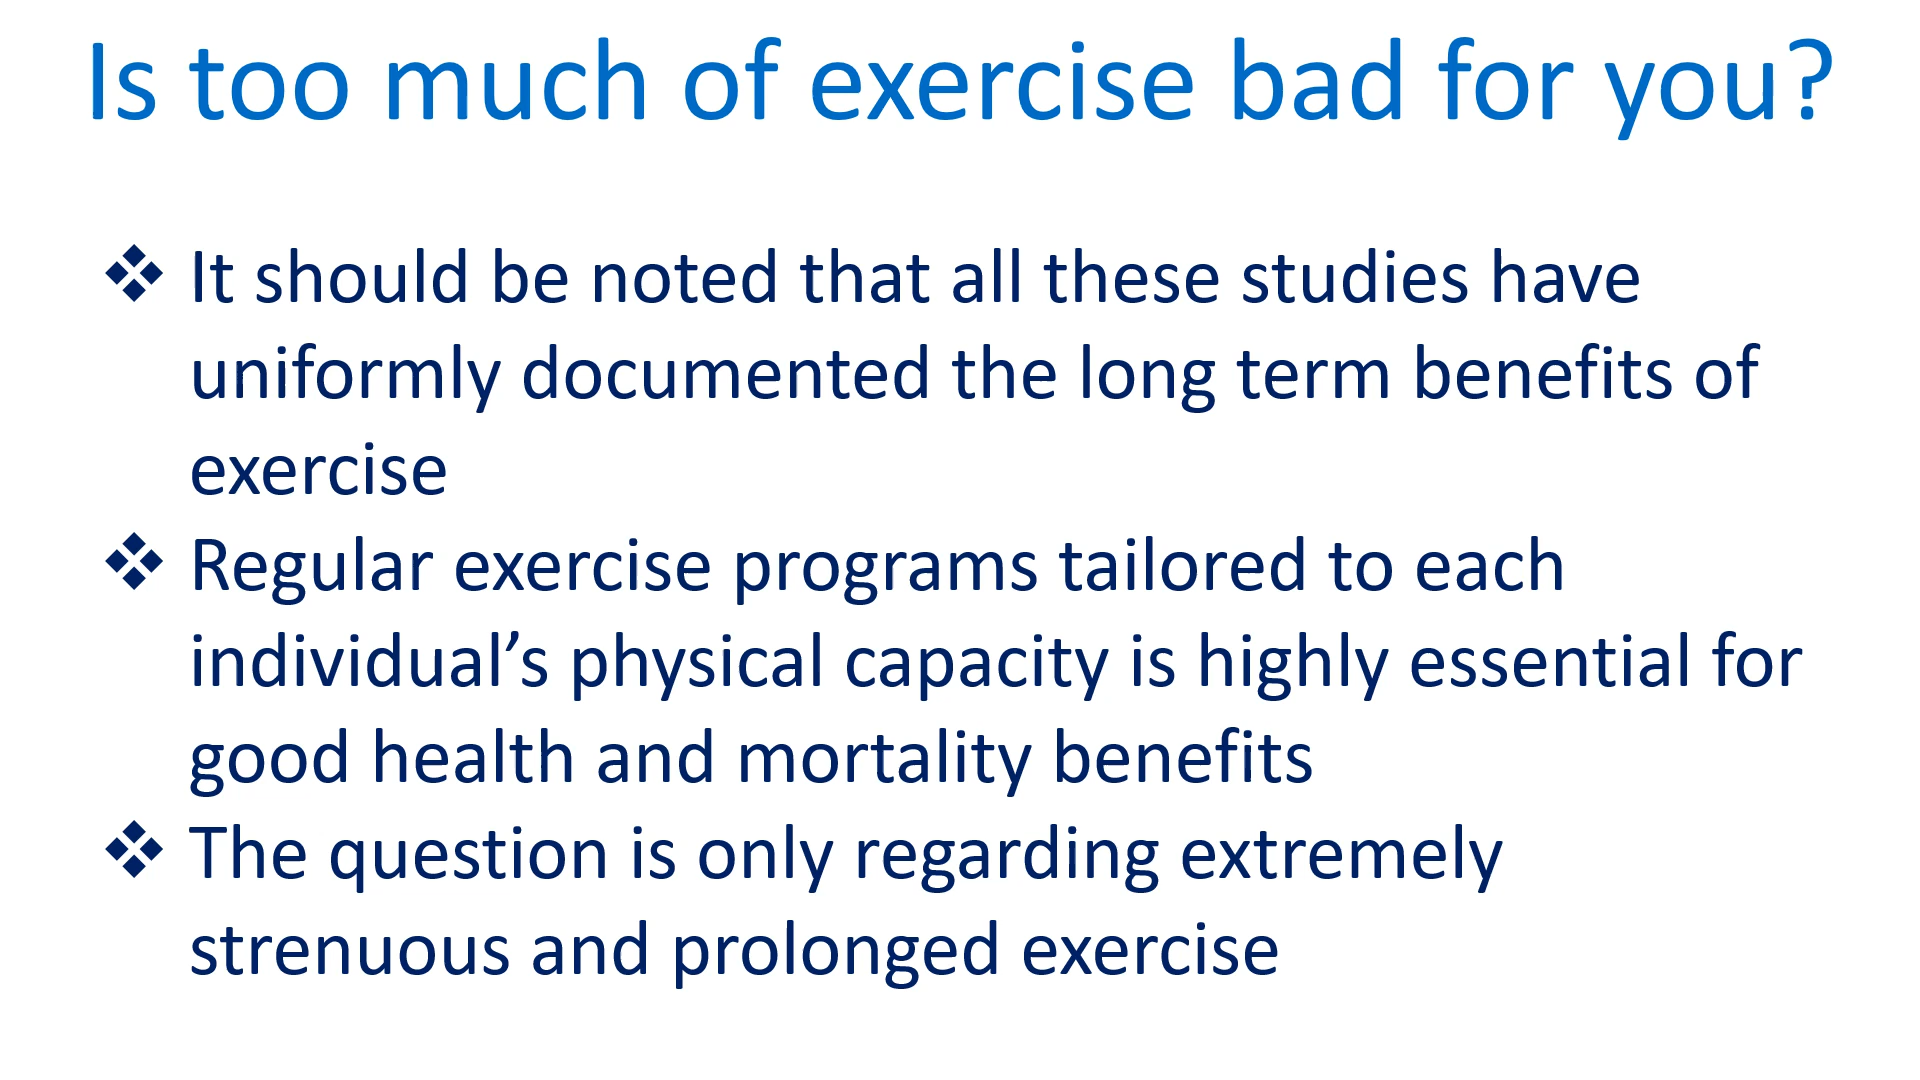 Is too much of exercise bad for you?
❖ It should be noted that all these studies have
uniformly documented the long term benefits of
exercise
❖ Regular exercise programs tailored to each
individual’s physical capacity is highly essential for
good health and mortality benefits
❖ The question is only regarding extremely
strenuous and prolonged exercise